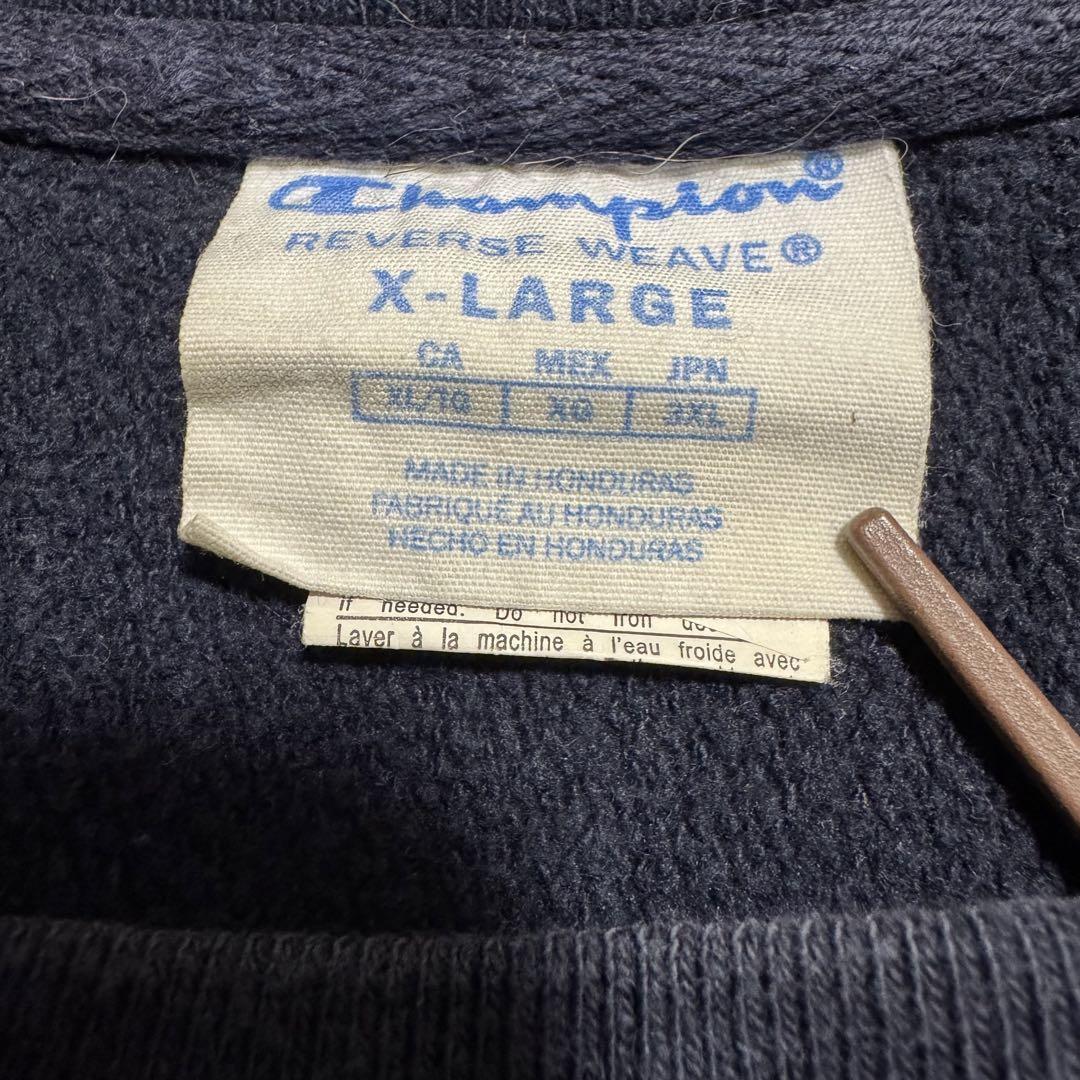 Champion®
REVERSE WEAVE®
X-LARGE
CA MEX JPN
XL/TG XG 3XL
MADE IN HONDURAS
FABRIQUÉ AU HONDURAS
HECHO EN HONDURAS
if needed. Do not iron
Laver à la machine à l'eau froide avec